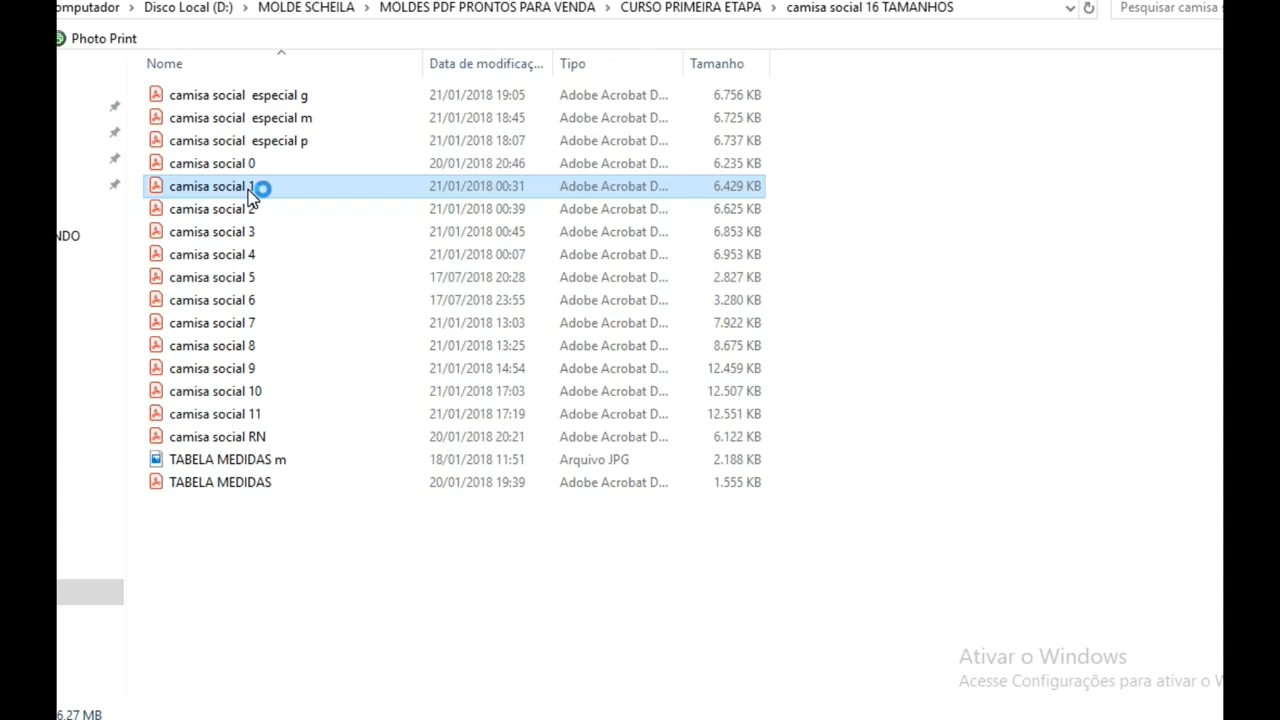 omputador > Disco Local (D:) > MOLDE SCHEILA > MOLDES PDF PRONTOS PARA VENDA > CURSO PRIMEIRA ETAPA > camisa social 16 TAMANHOS Pesquisar camisa s
Photo Print
Nome Data de modificaç... Tipo Tamanho
camisa social especial g 21/01/2018 19:05 Adobe Acrobat D... 6.756 KB
camisa social especial m 21/01/2018 18:45 Adobe Acrobat D... 6.725 KB
camisa social especial p 21/01/2018 18:07 Adobe Acrobat D... 6.737 KB
camisa social 0 20/01/2018 20:46 Adobe Acrobat D... 6.235 KB
camisa social 1 21/01/2018 00:31 Adobe Acrobat D... 6.429 KB
camisa social 2 21/01/2018 00:39 Adobe Acrobat D... 6.625 KB
NDO
camisa social 3 21/01/2018 00:45 Adobe Acrobat D... 6.853 KB
camisa social 4 21/01/2018 00:07 Adobe Acrobat D... 6.953 KB
camisa social 5 17/07/2018 20:28 Adobe Acrobat D... 2.827 KB
camisa social 6 17/07/2018 23:55 Adobe Acrobat D... 3.280 KB
camisa social 7 21/01/2018 13:03 Adobe Acrobat D... 7.922 KB
camisa social 8 21/01/2018 13:25 Adobe Acrobat D... 8.675 KB
camisa social 9 21/01/2018 14:54 Adobe Acrobat D... 12.459 KB
camisa social 10 21/01/2018 17:03 Adobe Acrobat D... 12.507 KB
camisa social 11 21/01/2018 17:19 Adobe Acrobat D... 12.551 KB
camisa social RN 20/01/2018 20:21 Adobe Acrobat D... 6.122 KB
TABELA MEDIDAS m 18/01/2018 11:51 Arquivo JPG 2.188 KB
TABELA MEDIDAS 20/01/2018 19:39 Adobe Acrobat D... 1.555 KB
Ativar o Windows
Acesse Configurações para ativar o W
6.27 MB